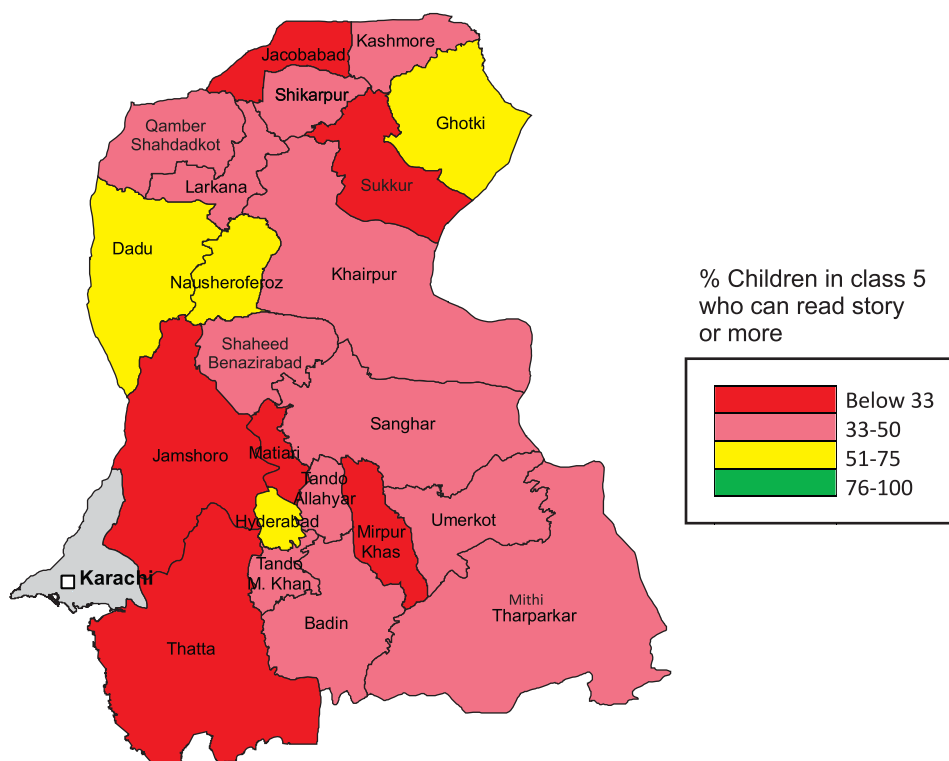 Kashmore
Jacobabad
Shikarpur
Ghotki
Qamber
Shahdadkot
Larkana
Sukkur
Dadu
Nausheroferoz
Khairpur
% Children in class 5
who can read story
or more
Below 33
33-50
51-75
76-100
Shaheed
Benazirabad
Sanghar
Matiari
Jamshoro
Tando
Allahyar
Hyderabad
Umerkot
Mirpur
Khas
Tando
M. Khan
Karachi
Mithi
Tharparkar
Badin
Thatta